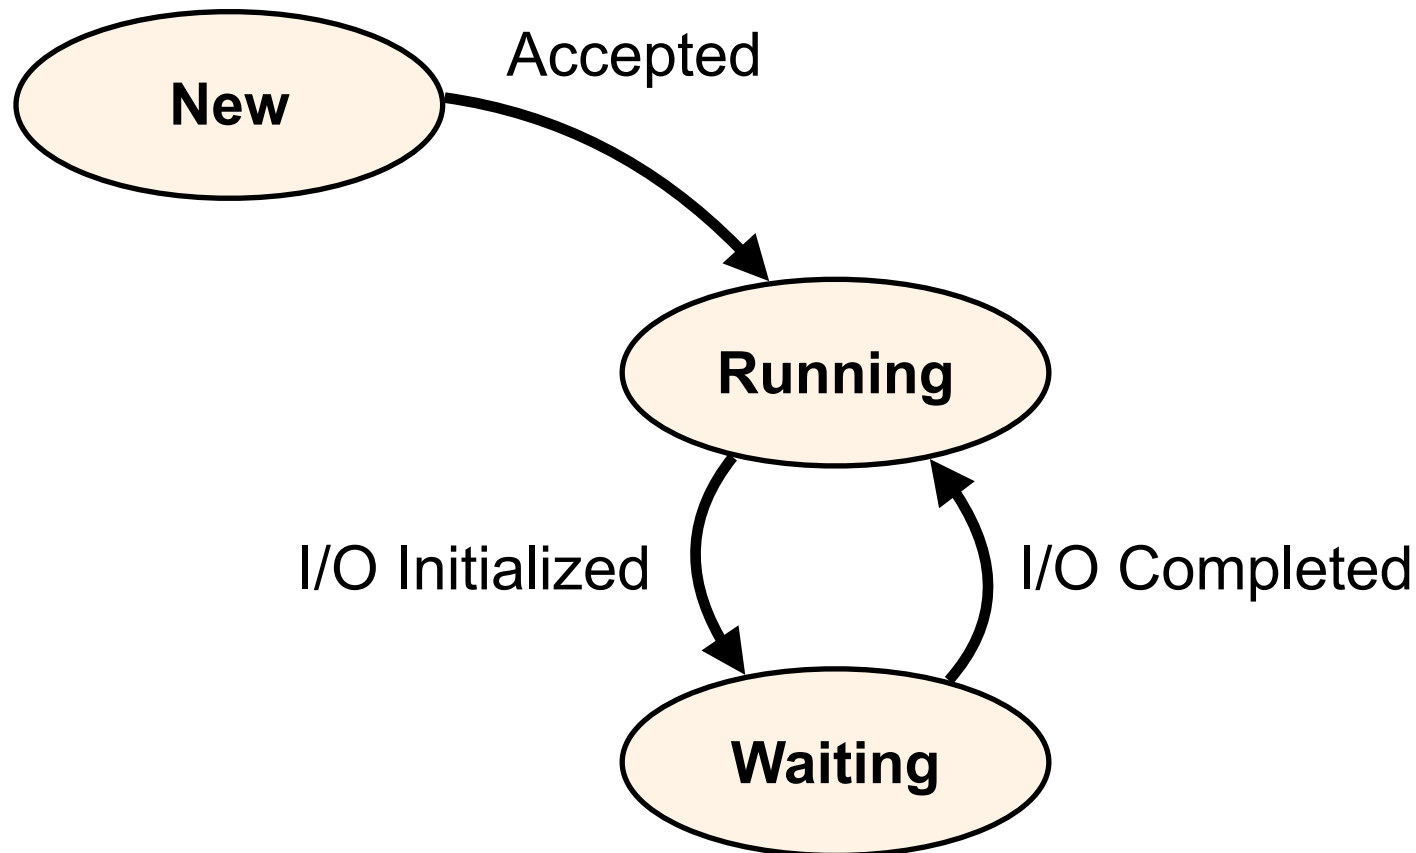 Accepted
New
Running
I/O Initialized
I/O Completed
Waiting